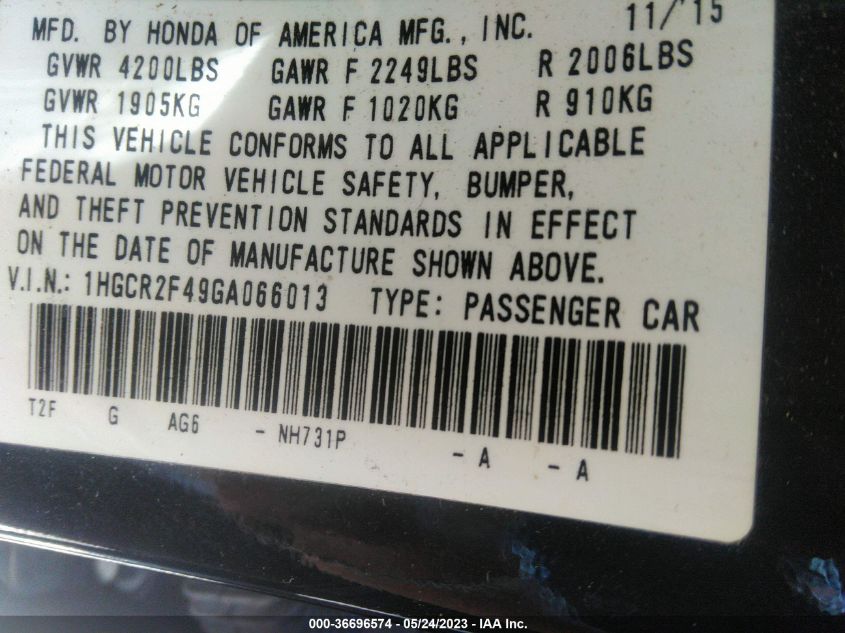 MFD. BY HONDA OF AMERICA MFG., INC. 11/'15
GVWR 4200LBS GAWR F 2249LBS R 2006LBS
GVWR 1905KG GAWR F 1020KG R 910KG
THIS VEHICLE CONFORMS TO ALL APPLICABLE
FEDERAL MOTOR VEHICLE SAFETY, BUMPER,
AND THEFT PREVENTION STANDARDS IN EFFECT
ON THE DATE OF MANUFACTURE SHOWN ABOVE.
V.I.N.: 1HGCR2F49GA066013 TYPE: PASSENGER CAR
T2F G AG6 - NH731P - A - A
000-36696574 - 05/24/2023 - IAA Inc.